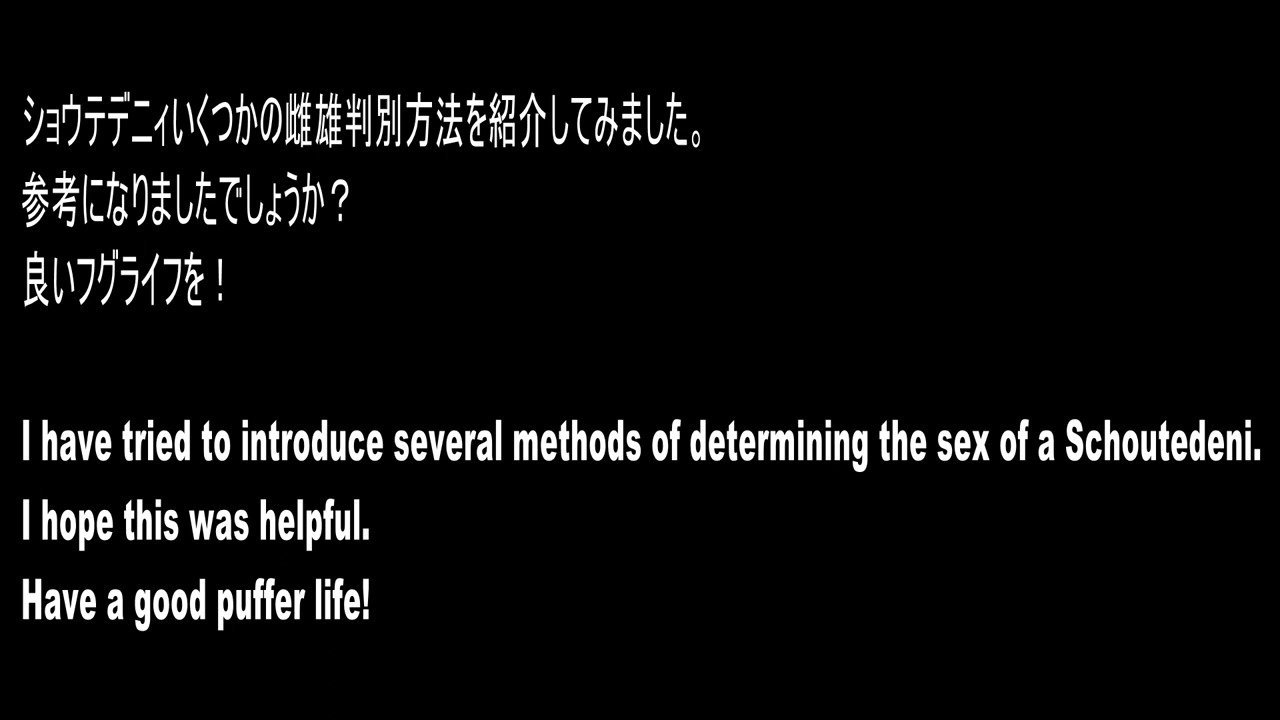 ショウテデニィいくつかの雌雄判別方法を紹介してみました。
参考になりましたでしょうか？
良いフグライフを！
I have tried to introduce several methods of determining the sex of a Schoutedeni.
I hope this was helpful.
Have a good puffer life!